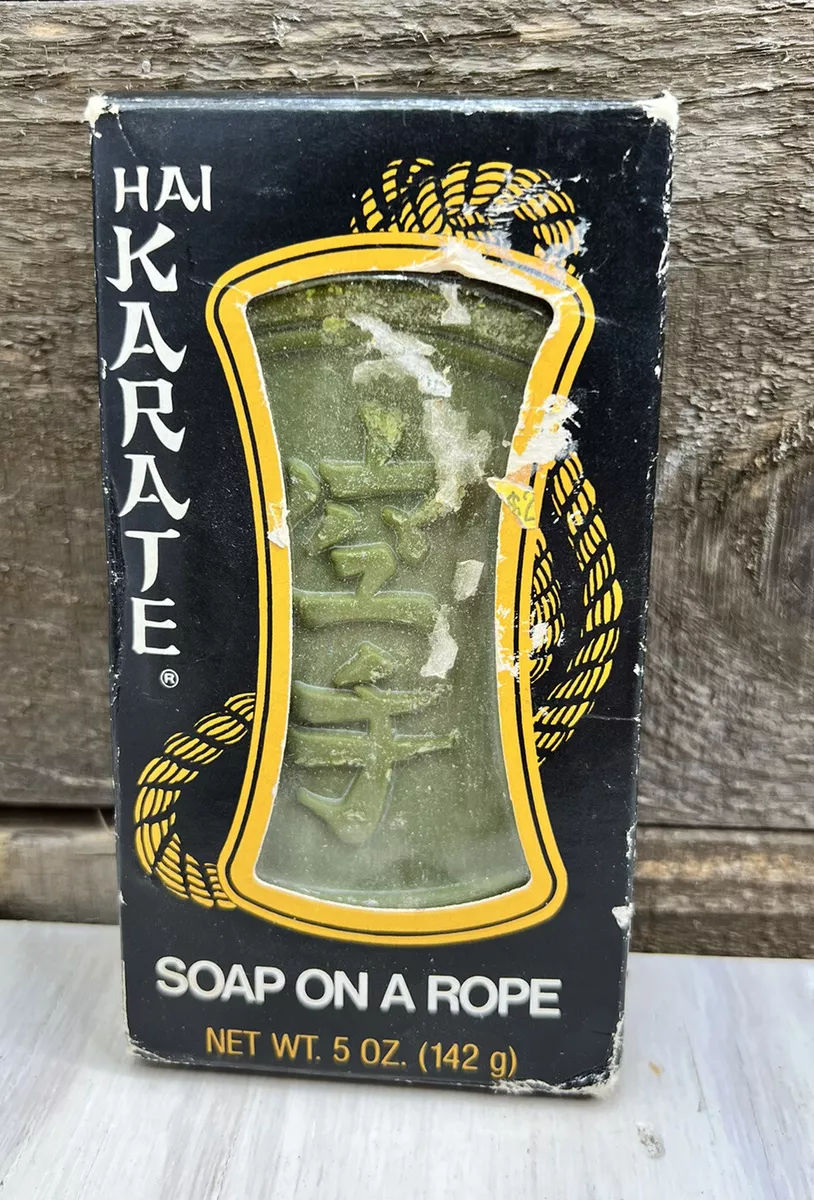 HAI
KARATE®
空手
SOAP ON A ROPE
NET WT. 5 OZ. (142 g)